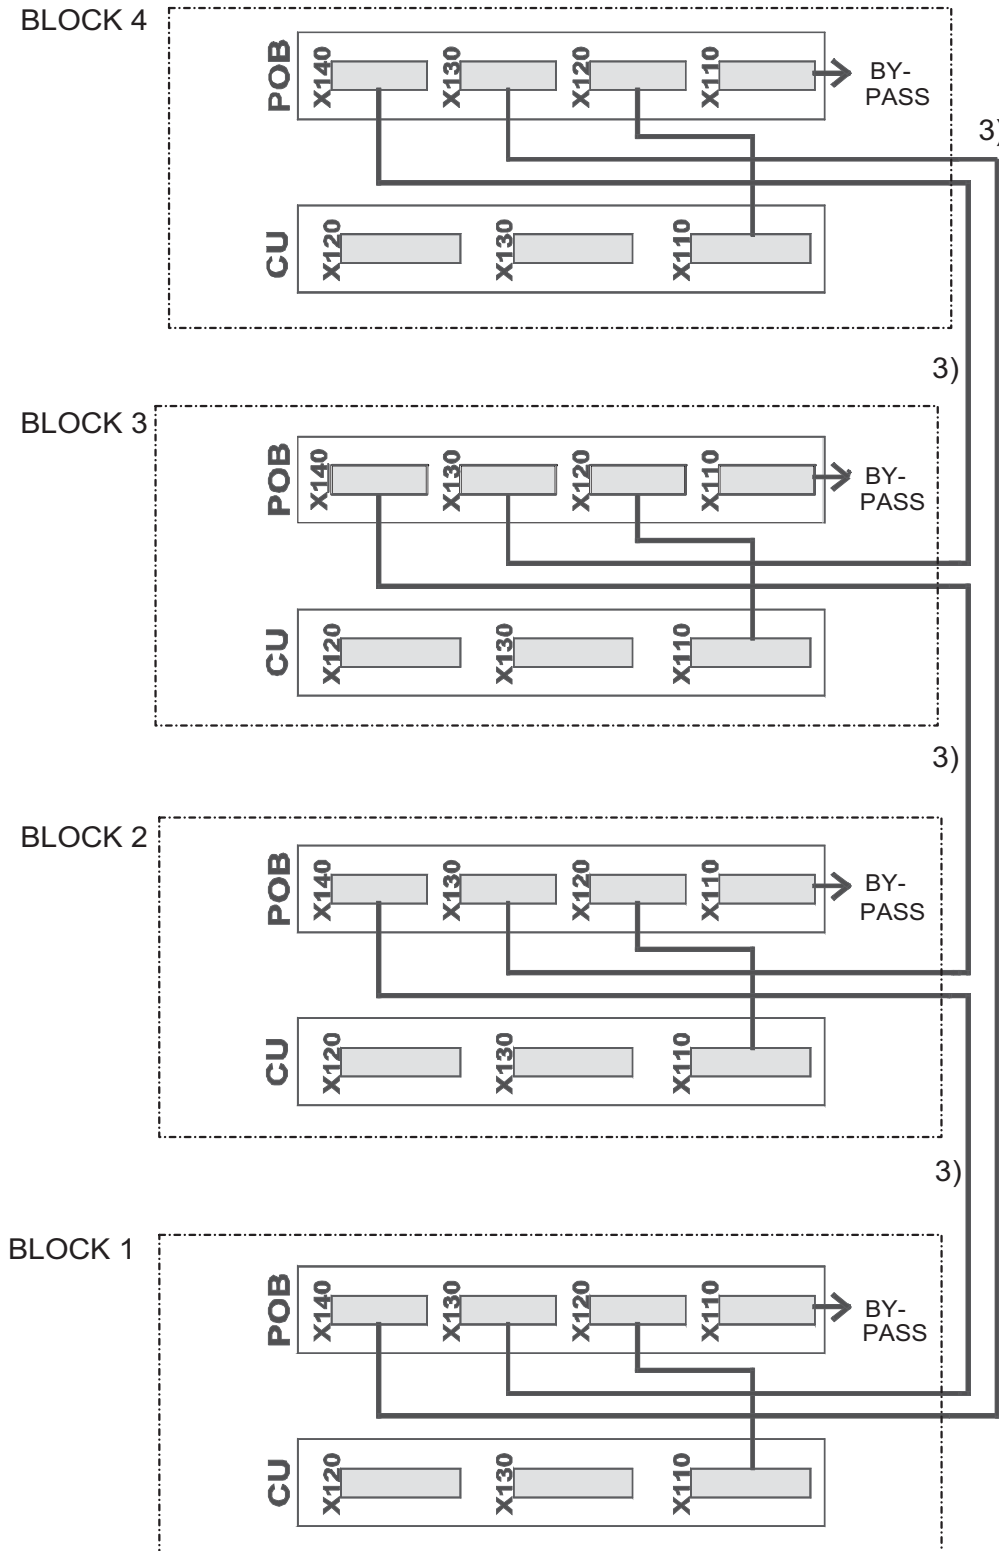 BLOCK 4
POB
X140
X130
X120
X110
BY-
PASS
3)
CU
X120
X130
X110
3)
BLOCK 3
POB
X140
X130
X120
X110
BY-
PASS
CU
X120
X130
X110
3)
BLOCK 2
POB
X140
X130
X120
X110
BY-
PASS
CU
X120
X130
X110
3)
BLOCK 1
POB
X140
X130
X120
X110
BY-
PASS
CU
X120
X130
X110